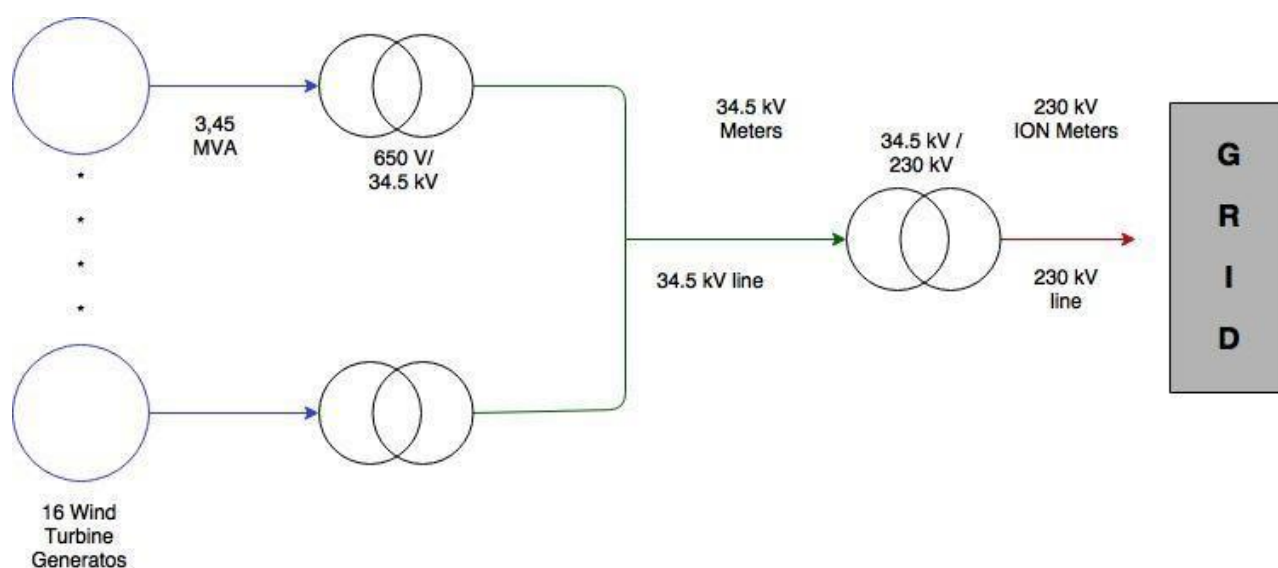 3,45
MVA
650 V/
34.5 kV
34.5 kV
Meters
34.5 kV /
230 kV
230 kV
ION Meters
34.5 kV line
230 kV
line
G
R
I
D
*
*
*
*
16 Wind
Turbine
Generatos